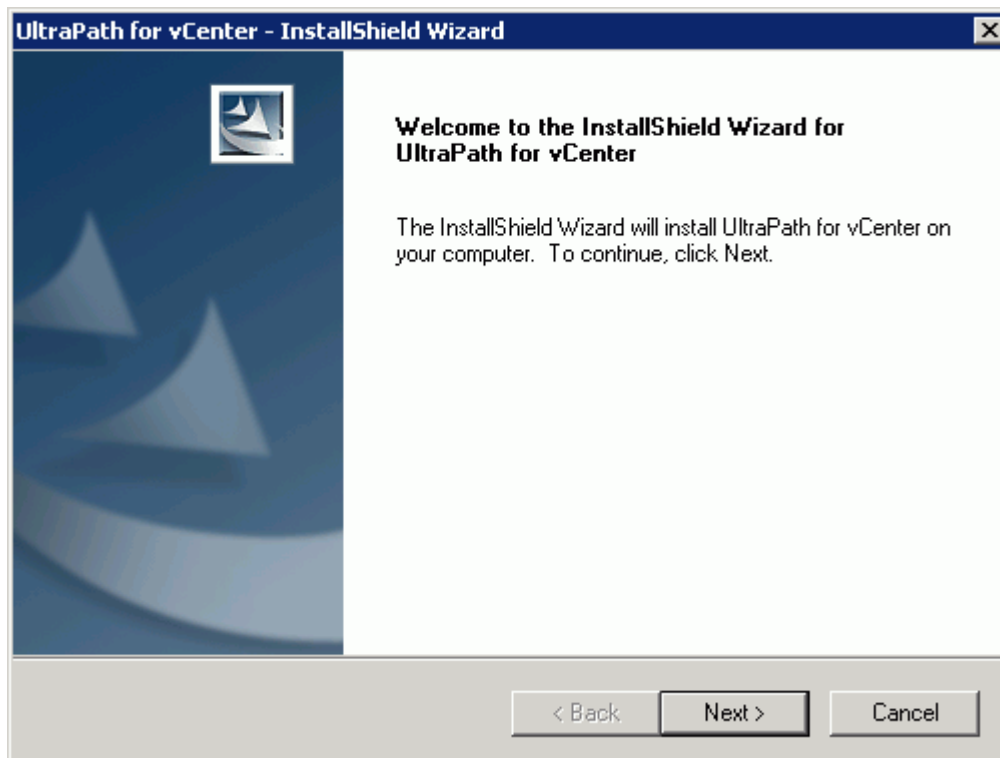 UltraPath for vCenter - InstallShield Wizard
Welcome to the InstallShield Wizard for
UltraPath for vCenter
The InstallShield Wizard will install UltraPath for vCenter on
your computer. To continue, click Next.
< Back
Next >
Cancel